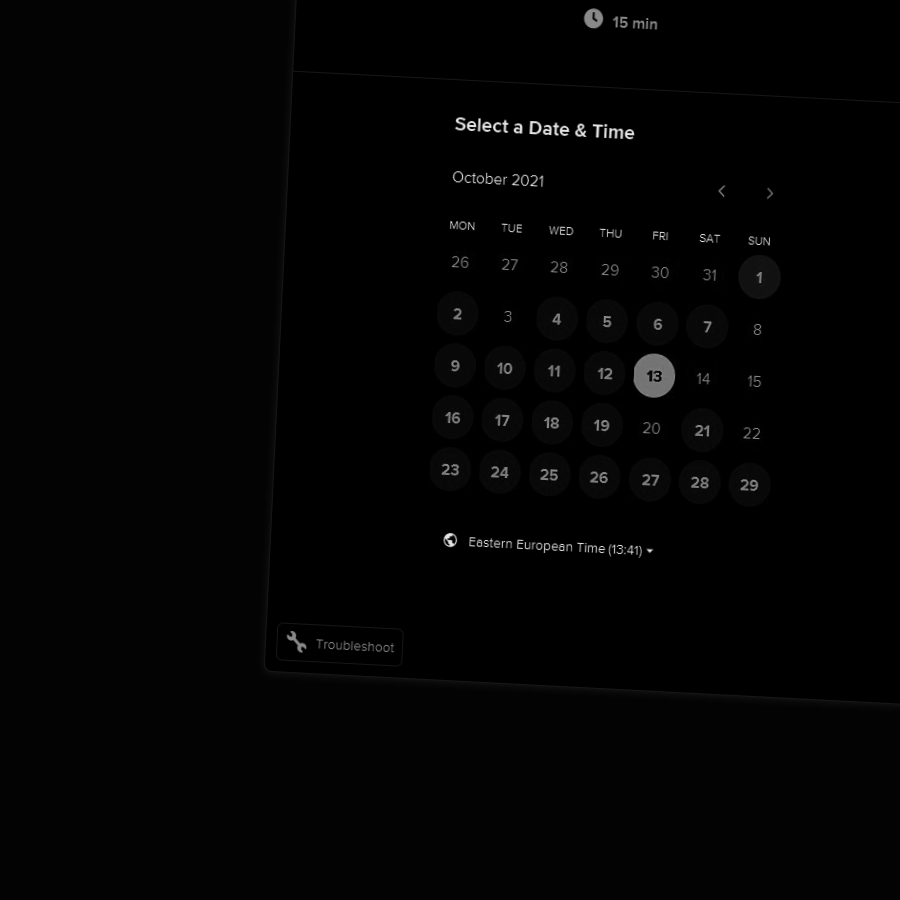 15 min
Select a Date & Time
October 2021
MON TUE WED THU FRI SAT SUN
26 27 28 29 30 31 1
2 3 4 5 6 7 8
9 10 11 12 13 14 15
16 17 18 19 20 21 22
23 24 25 26 27 28 29
Eastern European Time (13:41)
Troubleshoot